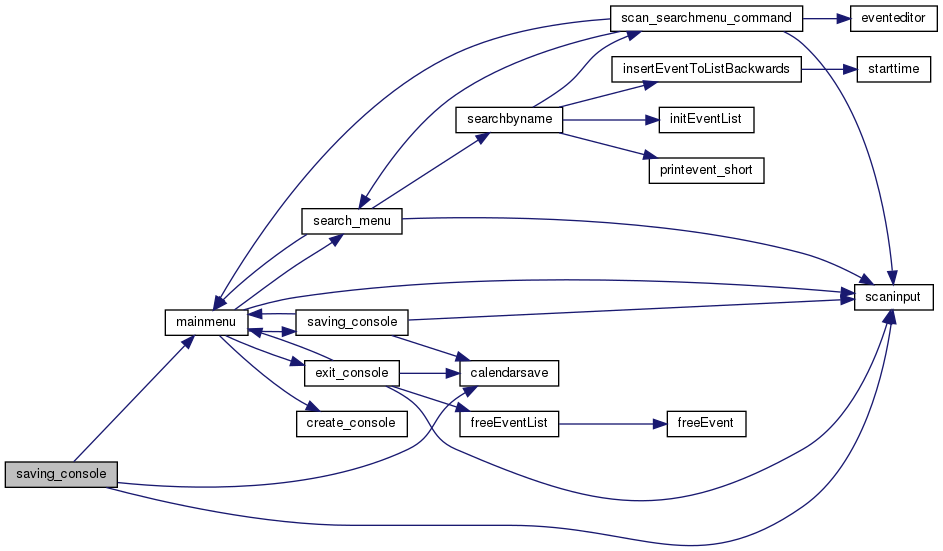 scan_searchmenu_command
eventeditor
insertEventToListBackwards
starttime
searchbyname
initEventList
printevent_short
search_menu
scaninput
mainmenu
saving_console
exit_console
calendarsave
create_console
freeEventList
freeEvent
saving_console